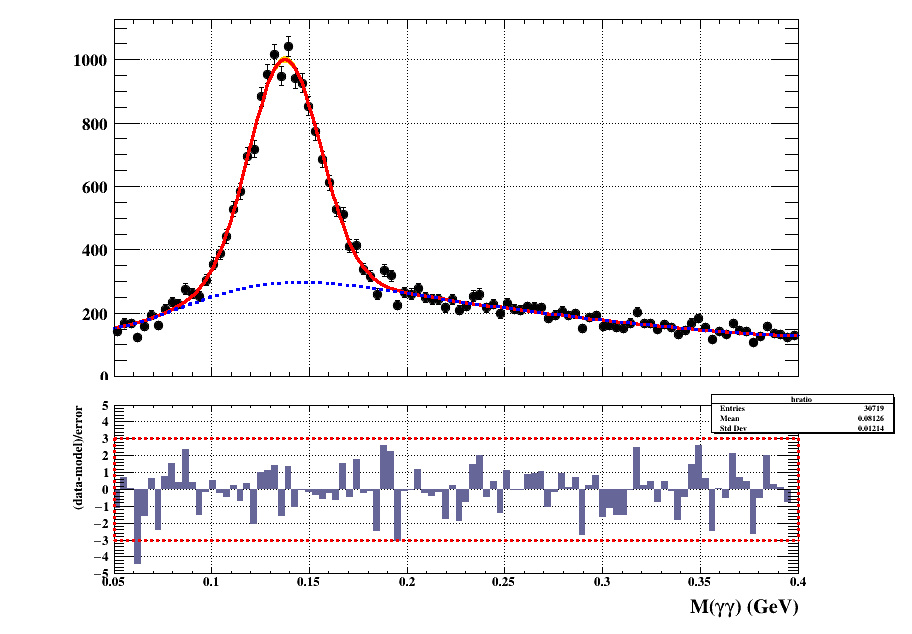 1000
800
600
400
200
0
(data-model)/error
5
4
3
2
1
0
−1
−2
−3
−4
−5
hratio
Entries 30719
Mean 0.08126
Std Dev 0.01214
0.05 0.1 0.15 0.2 0.25 0.3 0.35 0.4
M(γγ) (GeV)